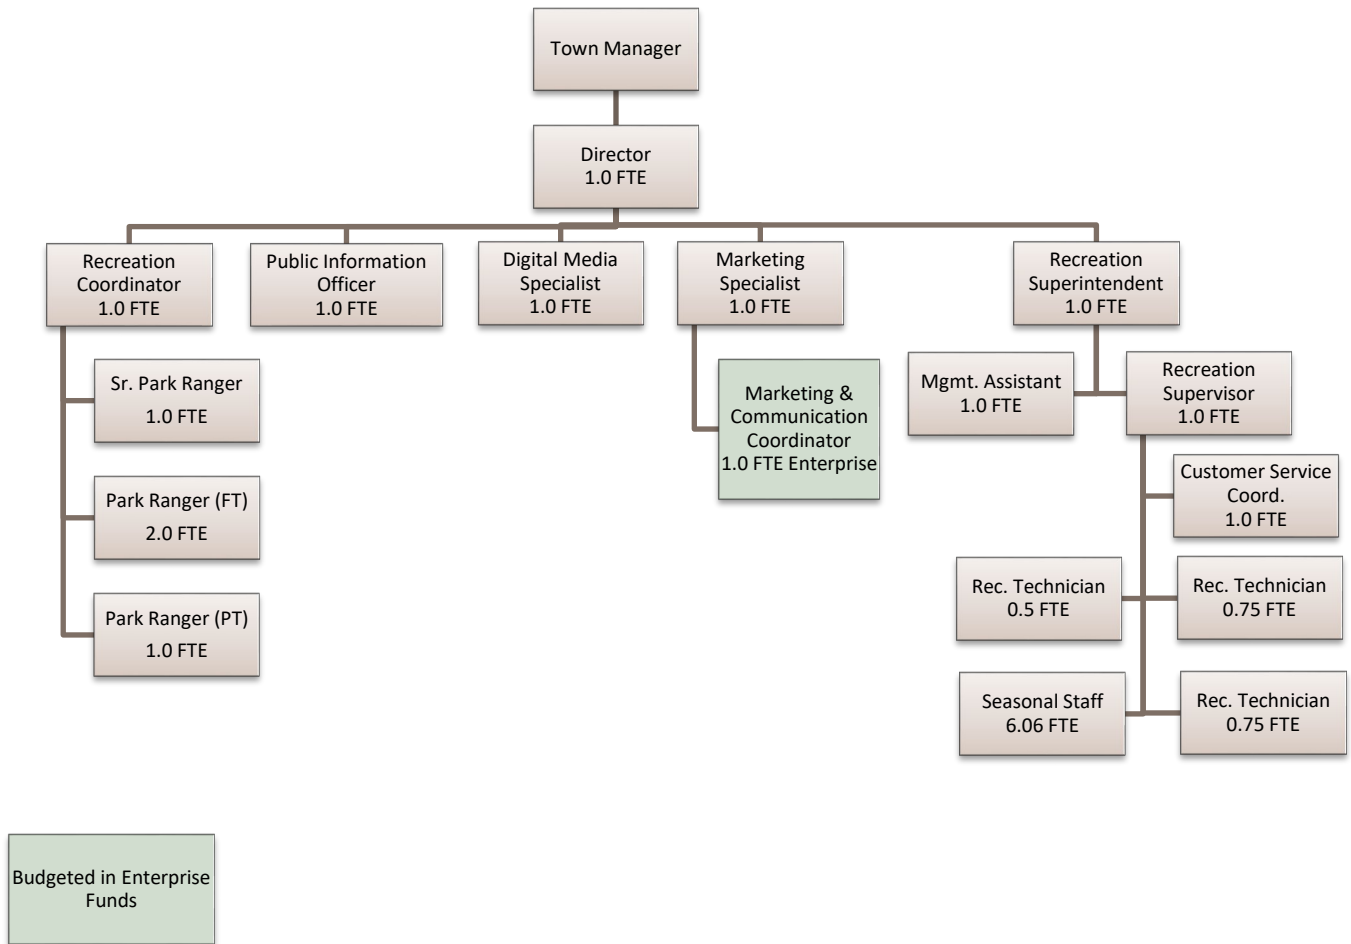 Town Manager
Director
1.0 FTE
Recreation
Coordinator
1.0 FTE
Public Information
Officer
1.0 FTE
Digital Media
Specialist
1.0 FTE
Marketing
Specialist
1.0 FTE
Recreation
Superintendent
1.0 FTE
Sr. Park Ranger
1.0 FTE
Park Ranger (FT)
2.0 FTE
Park Ranger (PT)
1.0 FTE
Marketing &
Communication
Coordinator
1.0 FTE Enterprise
Mgmt. Assistant
1.0 FTE
Recreation
Supervisor
1.0 FTE
Customer Service
Coord.
1.0 FTE
Rec. Technician
0.5 FTE
Rec. Technician
0.75 FTE
Seasonal Staff
6.06 FTE
Rec. Technician
0.75 FTE
Budgeted in Enterprise
Funds